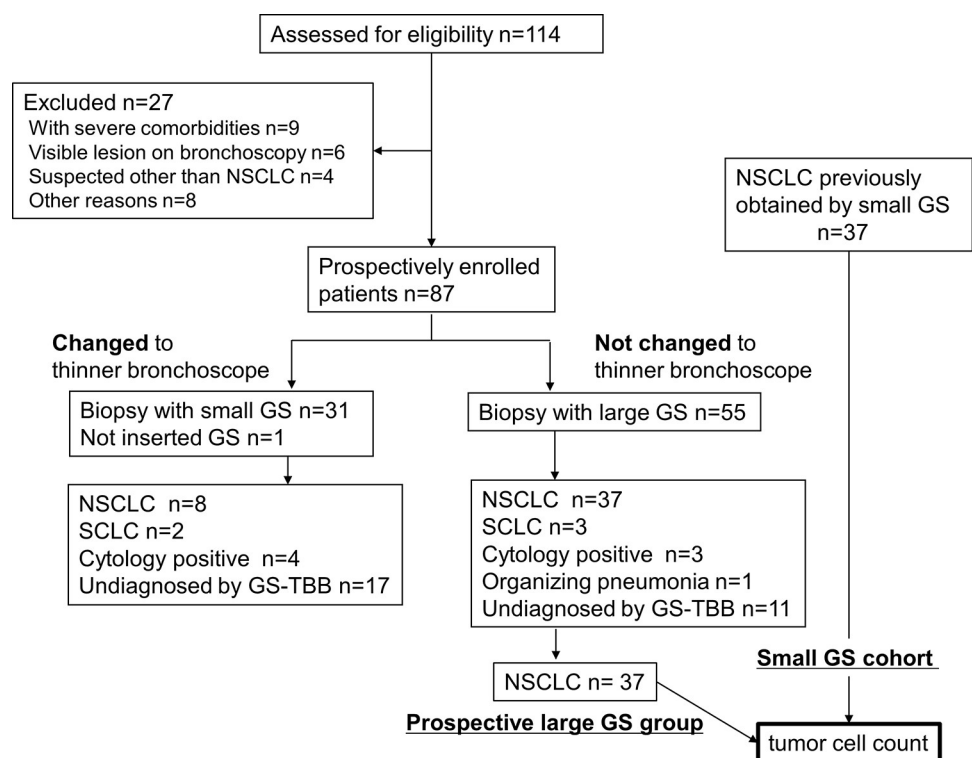 Assessed for eligibility n=114
Excluded n=27
With severe comorbidities n=9
Visible lesion on bronchoscopy n=6
Suspected other than NSCLC n=4
Other reasons n=8
NSCLC previously
obtained by small GS
n=37
Prospectively enrolled
patients n=87
Changed to
thinner bronchoscope
Not changed to
thinner bronchoscope
Biopsy with small GS n=31
Not inserted GS n=1
Biopsy with large GS n=55
NSCLC n=8
SCLC n=2
Cytology positive n=4
Undiagnosed by GS-TBB n=17
NSCLC n=37
SCLC n=3
Cytology positive n=3
Organizing pneumonia n=1
Undiagnosed by GS-TBB n=11
Small GS cohort
NSCLC n= 37
Prospective large GS group
tumor cell count